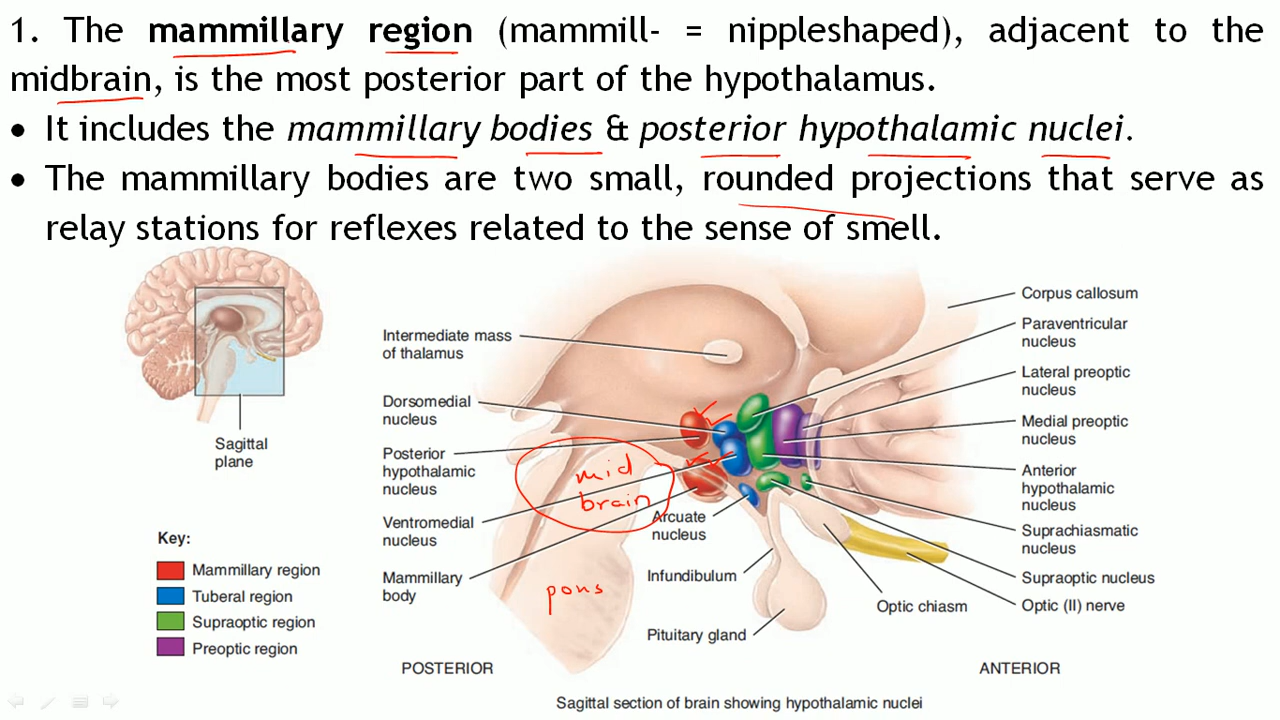 1. The mammillary region (mammill- = nippleshaped), adjacent to the
midbrain, is the most posterior part of the hypothalamus.
• It includes the mammillary bodies & posterior hypothalamic nuclei.
• The mammillary bodies are two small, rounded projections that serve as
relay stations for reflexes related to the sense of smell.
Sagittal
plane
Key:
Mammillary region
Tuberal region
Supraoptic region
Preoptic region
Intermediate mass
of thalamus
Dorsomedial
nucleus
Posterior
hypothalamic
nucleus
Ventromedial
nucleus
Mammillary
body
mid
brain
pons
Arcuate
nucleus
Infundibulum
Pituitary gland
Corpus callosum
Paraventricular
nucleus
Lateral preoptic
nucleus
Medial preoptic
nucleus
Anterior
hypothalamic
nucleus
Suprachiasmatic
nucleus
Supraoptic nucleus
Optic (II) nerve
Optic chiasm
POSTERIOR
ANTERIOR
Sagittal section of brain showing hypothalamic nuclei